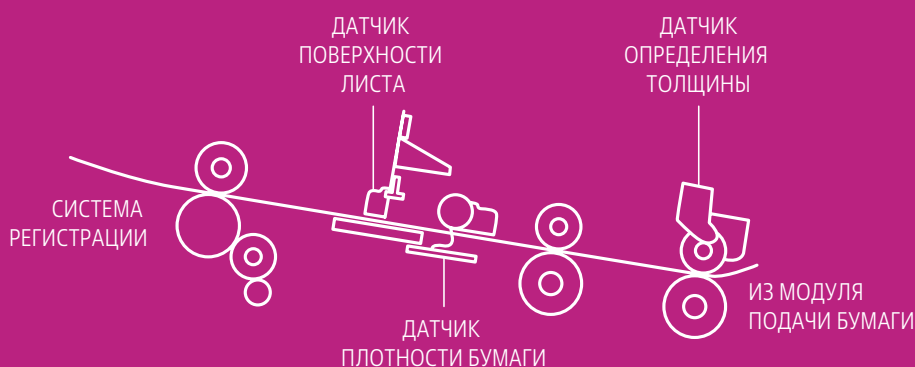 ДАТЧИК
ПОВЕРХНОСТИ
ЛИСТА
ДАТЧИК
ОПРЕДЕЛЕНИЯ
ТОЛЩИНЫ
СИСТЕМА
РЕГИСТРАЦИИ
ИЗ МОДУЛЯ
ПОДАЧИ БУМАГИ
ДАТЧИК
ПЛОТНОСТИ БУМАГИ